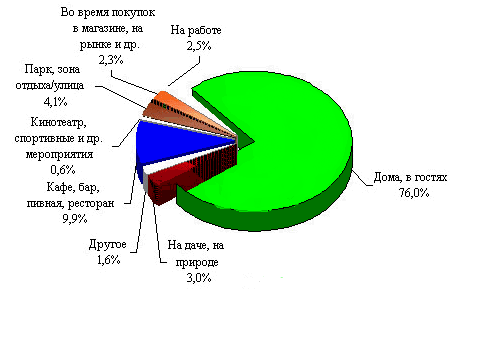 Во время покупок
в магазине, на
рынке и др.
2,3%
На работе
2,5%
Парк, зона
отдыха/улица
4,1%
Кинотеатр,
спортивные и др.
мероприятия
0,6%
Кафе, бар,
пивная, ресторан
9,9%
Другое
1,6%
На даче, на
природе
3,0%
Дома, в гостях
76,0%